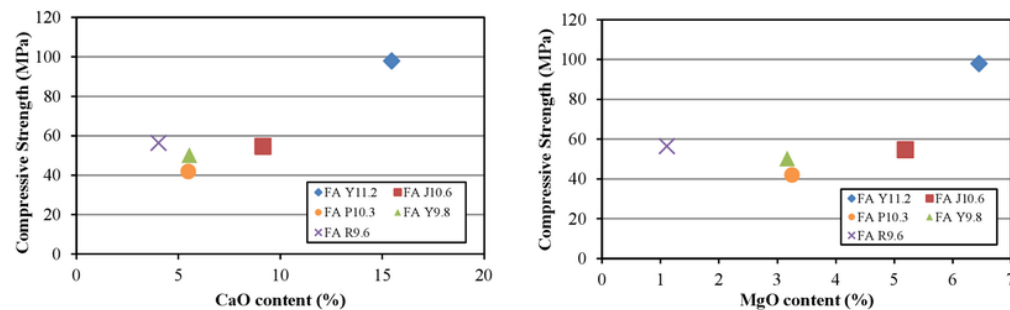 Compressive Strength (MPa)
120
100
80
60
40
20
0
0 5 10 15 20
CaO content (%)
FA Y11.2 FA J10.6
FA P10.3 FA Y9.8
FA R9.6
Compressive Strength (MPa)
120
100
80
60
40
20
0
0 1 2 3 4 5 6 7
MgO content (%)
FA Y11.2 FA J10.6
FA P10.3 FA Y9.8
FA R9.6